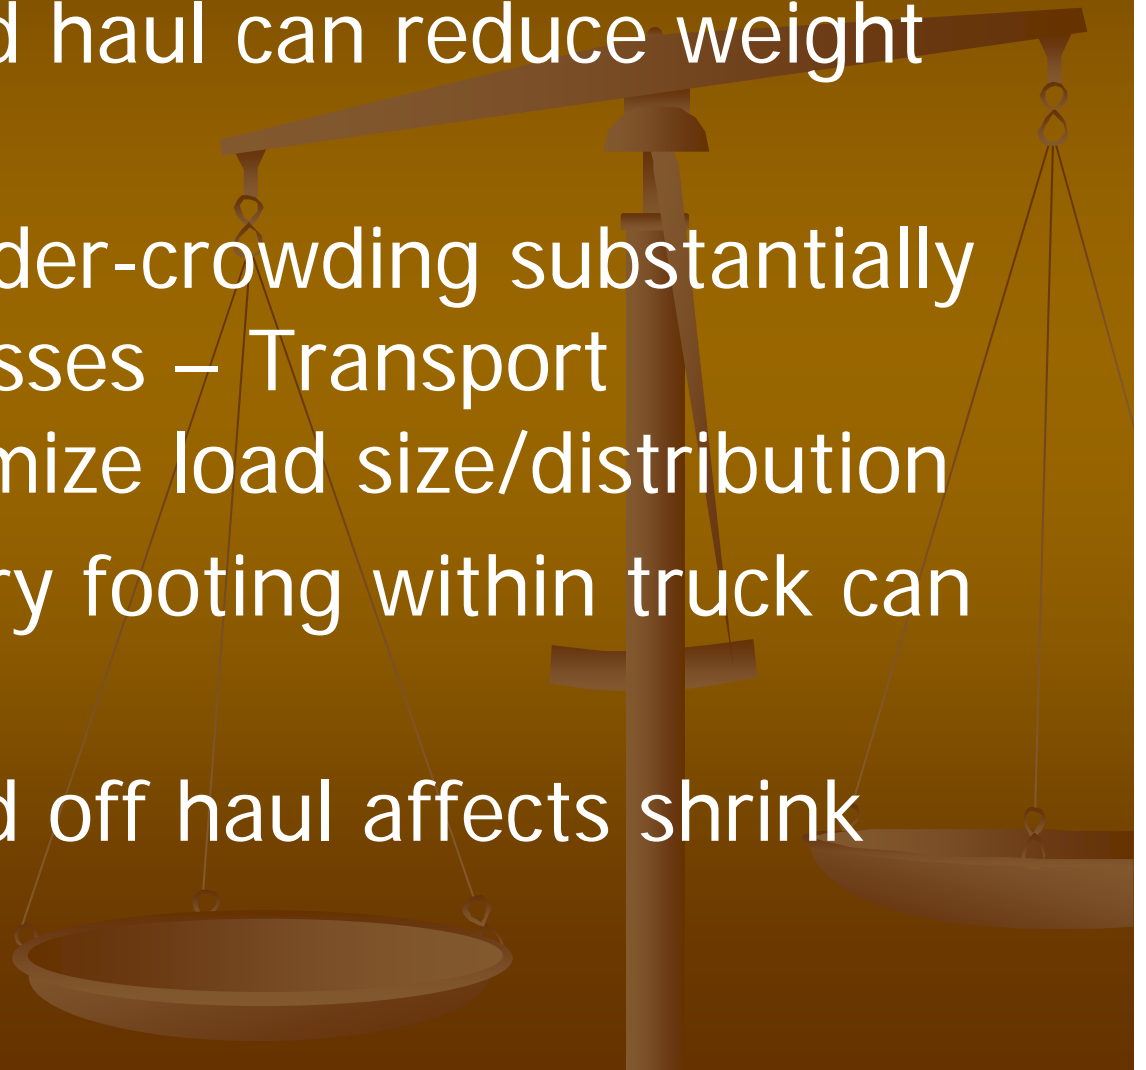 d haul can reduce weight
der-crowding substantially
sses – Transport
mize load size/distribution
ry footing within truck can
d off haul affects shrink